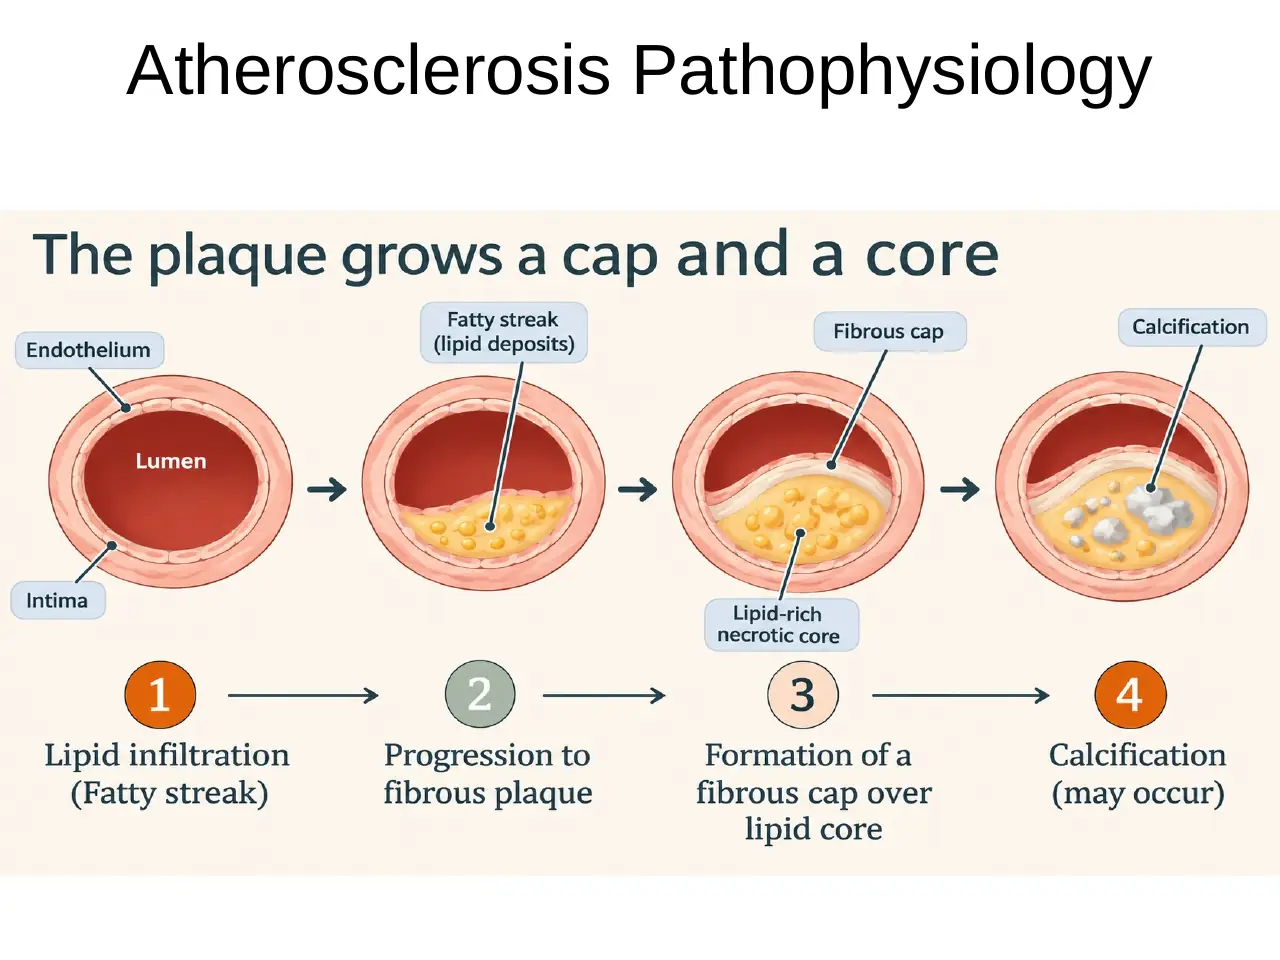 Atherosclerosis Pathophysiology
The plaque grows a cap and a core
Endothelium
Lumen
Intima
Fatty streak
(lipid deposits)
Fibrous cap
Lipid-rich
necrotic core
Calcification
1
Lipid infiltration
(Fatty streak)
2
Progression to
fibrous plaque
3
Formation of a
fibrous cap over
lipid core
4
Calcification
(may occur)